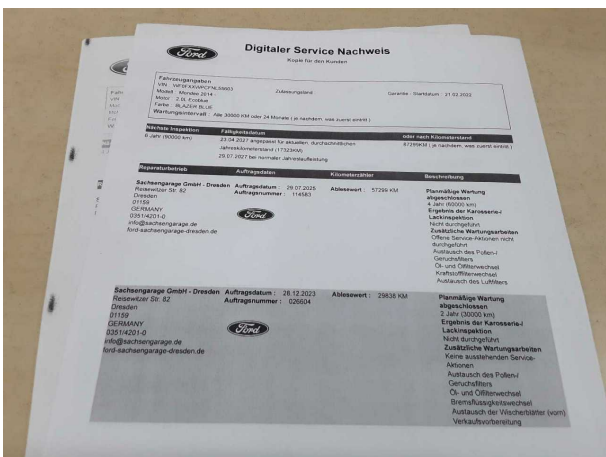 Ford
Digitaler Service Nachweis
Kopie für den Kunden
Fahrzeugangaben
VIN :
Modell : Mondeo 2014 -
Motor : 2.0L Ecoblue
Farbe : BLAZER BLUE
Zulassungsland :
Garantie - Startdatum : 21.03.2022
Wartungsintervall : Alle 30000 KM oder 24 Monate ( je nachdem, was zuerst eintritt )
Nächste Inspektion Fälligkeitsdatum oder nach Kilometerstand
6 Jahr (90000 km) 23.04.2027 angepasst für aktuellen, durchschnittlichen 87299KM ( je nachdem, was zuerst eintritt )
Jahreskilometerstand (17323KM)
29.07.2027 bei normaler Jahreslaufleistung
Reparaturbetrieb Auftragsdaten Kilometerzähler Beschreibung
Sachsengarage GmbH - Dresden
Reisewitzer Str. 82
Dresden
01159
GERMANY
0351/4201-0
info@sachsengarage.de
ford-sachsengarage-dresden.de
Auftragsdatum : 29.07.2025
Auftragsnummer : 114583
Ford
Ablesewert : 57299 KM
Planmäßige Wartung
abgeschlossen
4 Jahr (60000 km)
Ergebnis der Karosserie-/
Lackinspektion
Nicht durchgeführt
Zusätzliche Wartungsarbeiten
Offene Service-Aktionen nicht
durchgeführt
Austausch des Pollen-/
Geruchsfilters
Öl- und Ölfilterwechsel
Kraftstofffilterwechsel
Austausch des Luftfilters
Sachsengarage GmbH - Dresden
Reisewitzer Str. 82
Dresden
01159
GERMANY
0351/4201-0
info@sachsengarage.de
ford-sachsengarage-dresden.de
Auftragsdatum : 28.12.2023
Auftragsnummer : 026604
Ford
Ablesewert : 29838 KM
Planmäßige Wartung
abgeschlossen
2 Jahr (30000 km)
Ergebnis der Karosserie-/
Lackinspektion
Nicht durchgeführt
Zusätzliche Wartungsarbeiten
Keine ausstehenden Service-
Aktionen
Austausch des Pollen-/
Geruchsfilters
Öl- und Ölfilterwechsel
Bremsflüssigkeitswechsel
Austausch der Wischerblätter (vorn)
Verkaufsvorbereitung